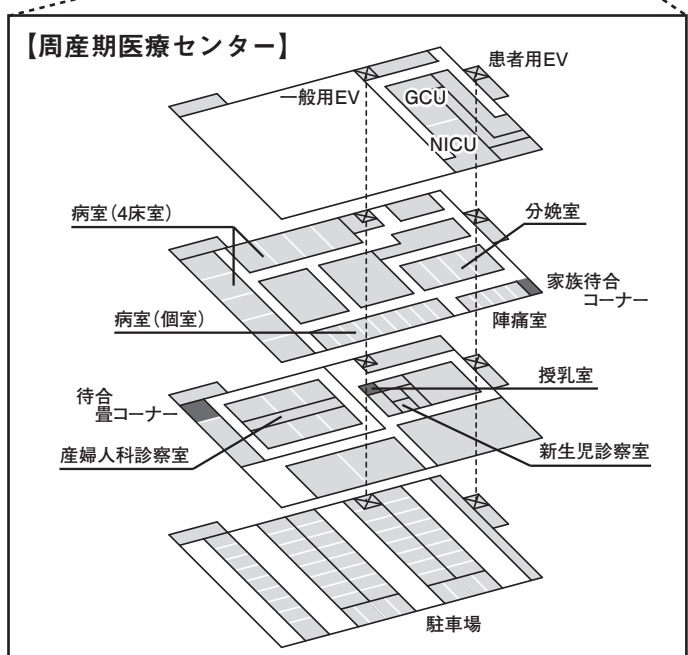 【周産期医療センター】
患者用EV
一般用EV
GCU
NICU
病室(4床室)
分娩室
家族待合
コーナー
病室(個室)
陣痛室
待合
畳コーナー
授乳室
産婦人科診察室
新生児診察室
駐車場